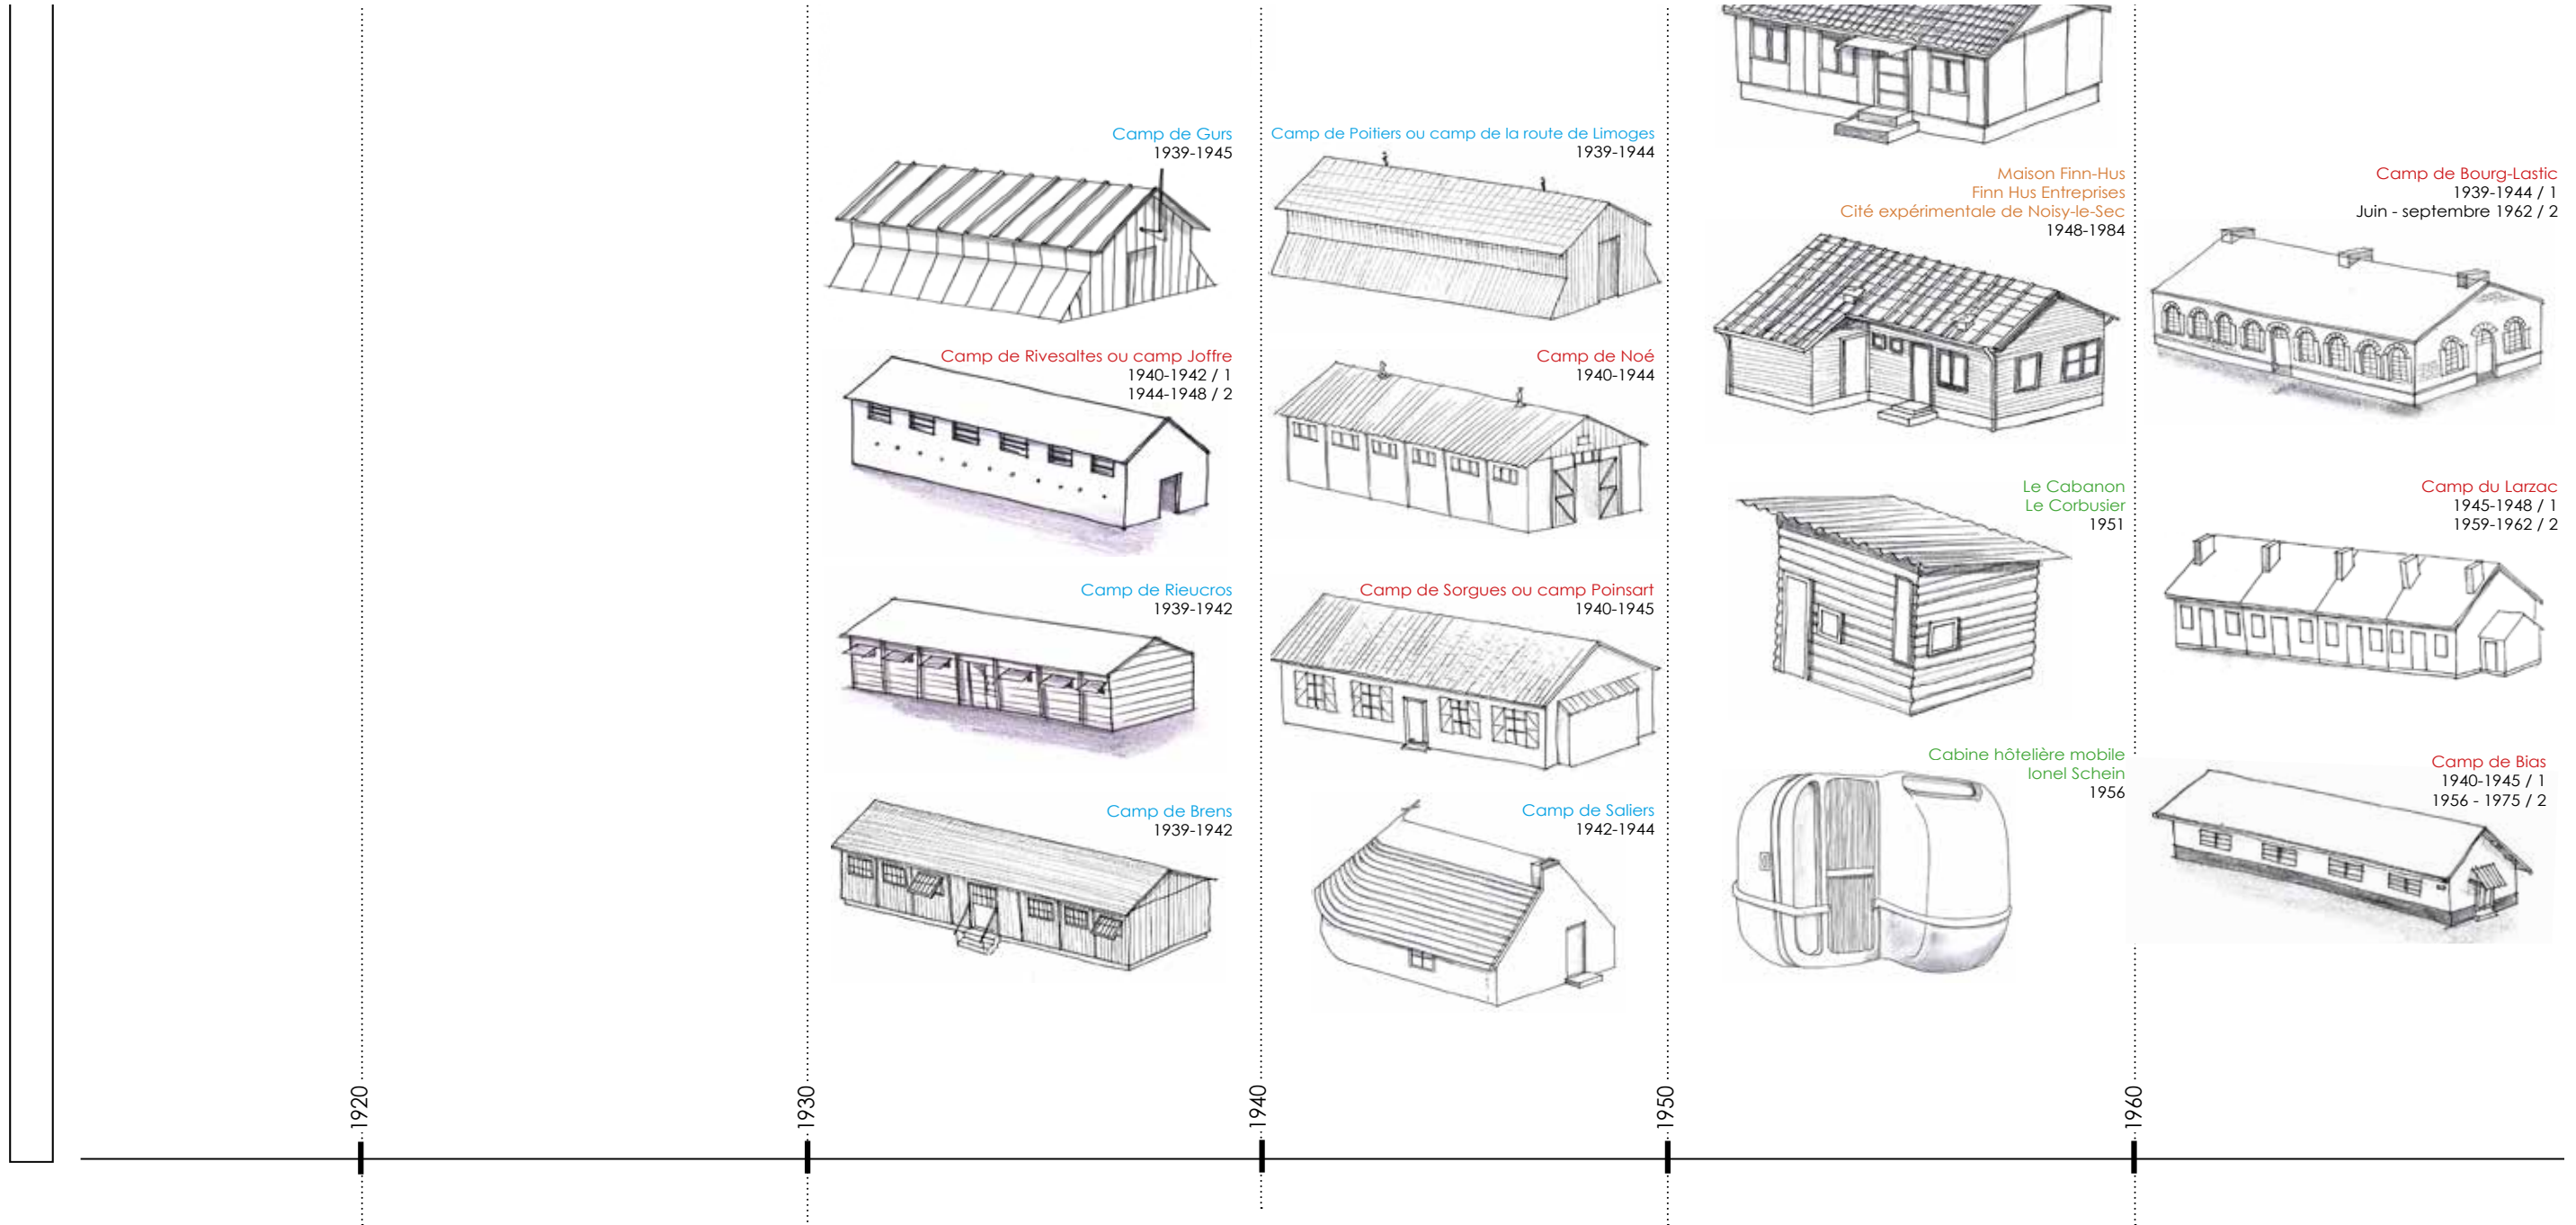 Camp de Gurs
1939-1945
Camp de Rivesaltes ou camp Joffre
1940-1942 / 1
1944-1948 / 2
Camp de Rieucros
1939-1942
Camp de Brens
1939-1942
Camp de Poitiers ou camp de la route de Limoges
1939-1944
Camp de Noé
1940-1944
Camp de Sorgues ou camp Poinsart
1940-1945
Camp de Saliers
1942-1944
Maison Finn-Hus
Finn Hus Entreprises
Cité expérimentale de Noisy-le-Sec
1948-1984
Le Cabanon
Le Corbusier
1951
Cabine hôtelière mobile
Ionel Schein
1956
Camp de Bourg-Lastic
1939-1944 / 1
Juin - septembre 1962 / 2
Camp du Larzac
1945-1948 / 1
1959-1962 / 2
Camp de Bias
1940-1945 / 1
1956 - 1975 / 2
1920
1930
1940
1950
1960